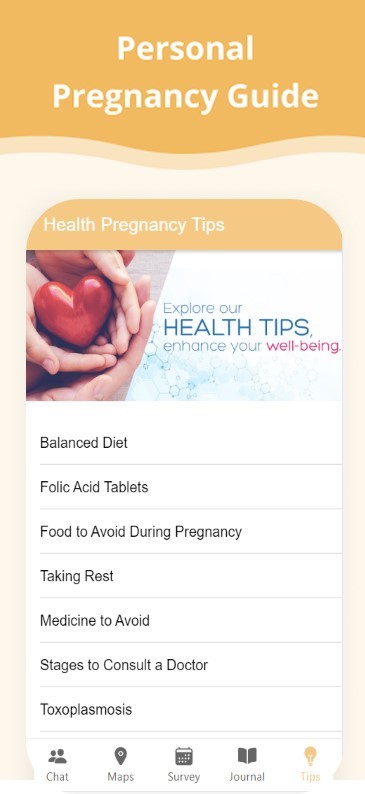 Personal
Pregnancy Guide
Health Pregnancy Tips
Explore our
HEALTH TIPS,
enhance your well-being.
Balanced Diet
Folic Acid Tablets
Food to Avoid During Pregnancy
Taking Rest
Medicine to Avoid
Stages to Consult a Doctor
Toxoplasmosis
Chat Maps Survey Journal Tips